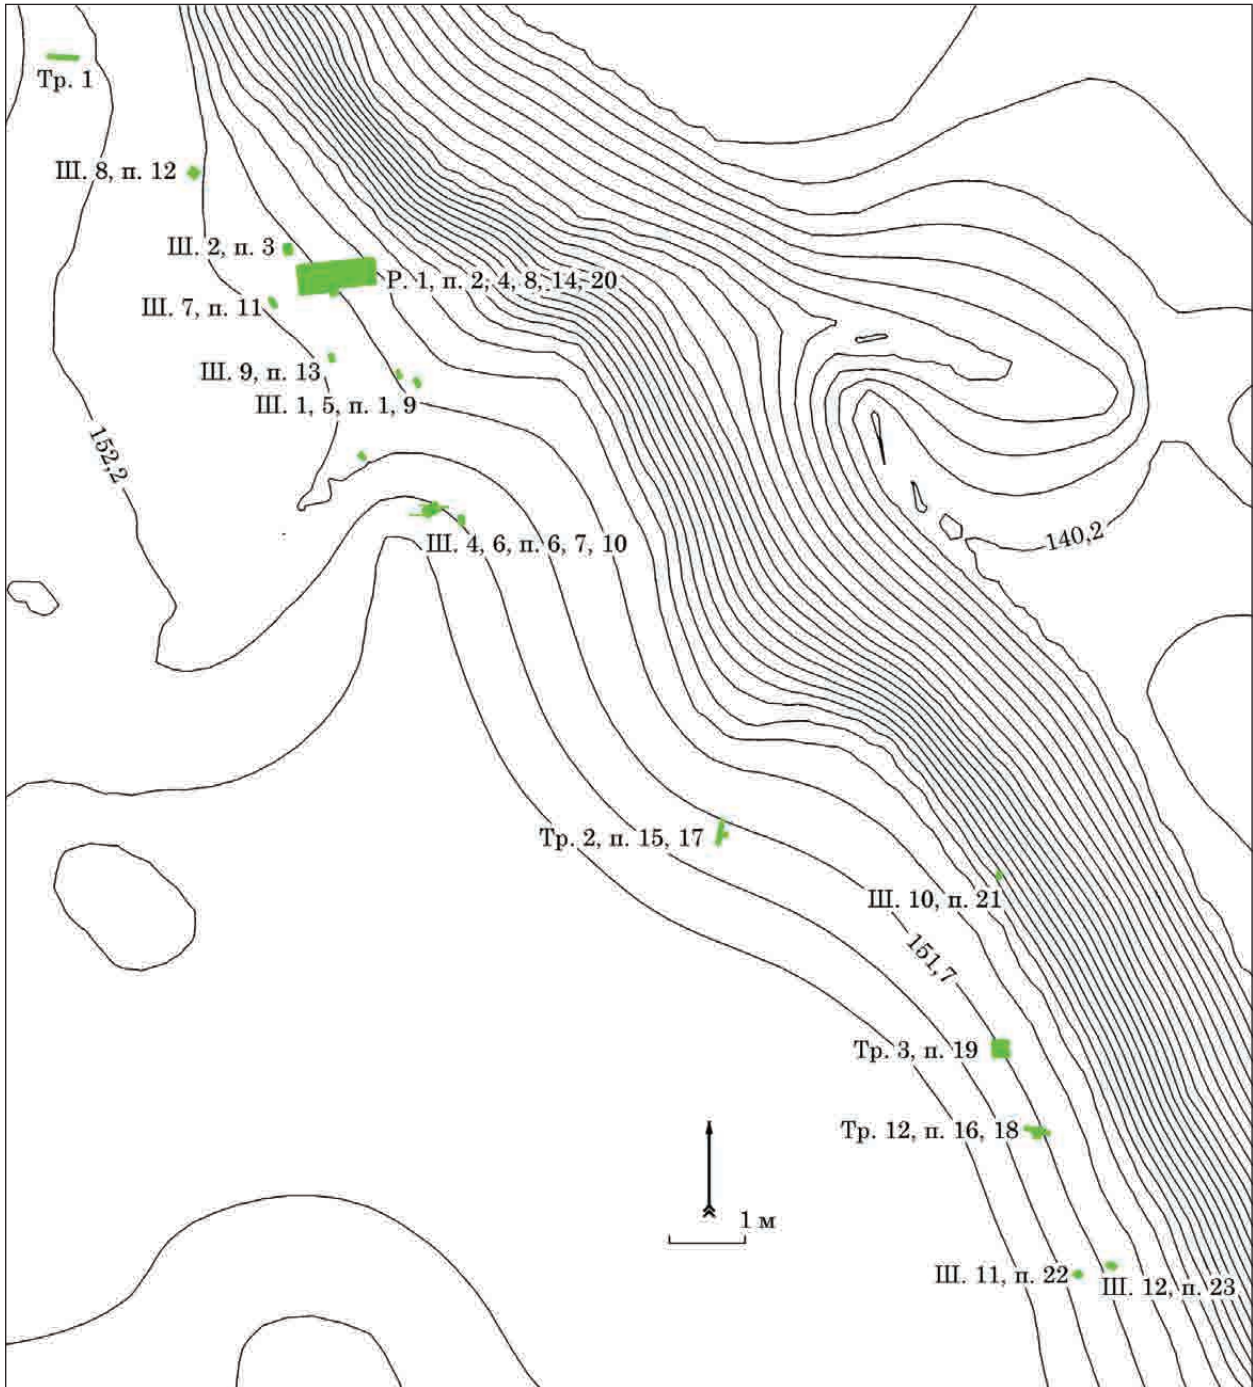 Тр. 1
Ш. 8, п. 12
Ш. 2, п. 3
Р. 1, п. 2, 4, 8, 14, 20
Ш. 7, п. 11
Ш. 9, п. 13
Ш. 1, 5, п. 1, 9
152,2
Ш. 4, 6, п. 6, 7, 10
140,2
Тр. 2, п. 15, 17
Ш. 10, п. 21
151,7
Тр. 3, п. 19
Тр. 12, п. 16, 18
1 м
Ш. 11, п. 22
Ш. 12, п. 23